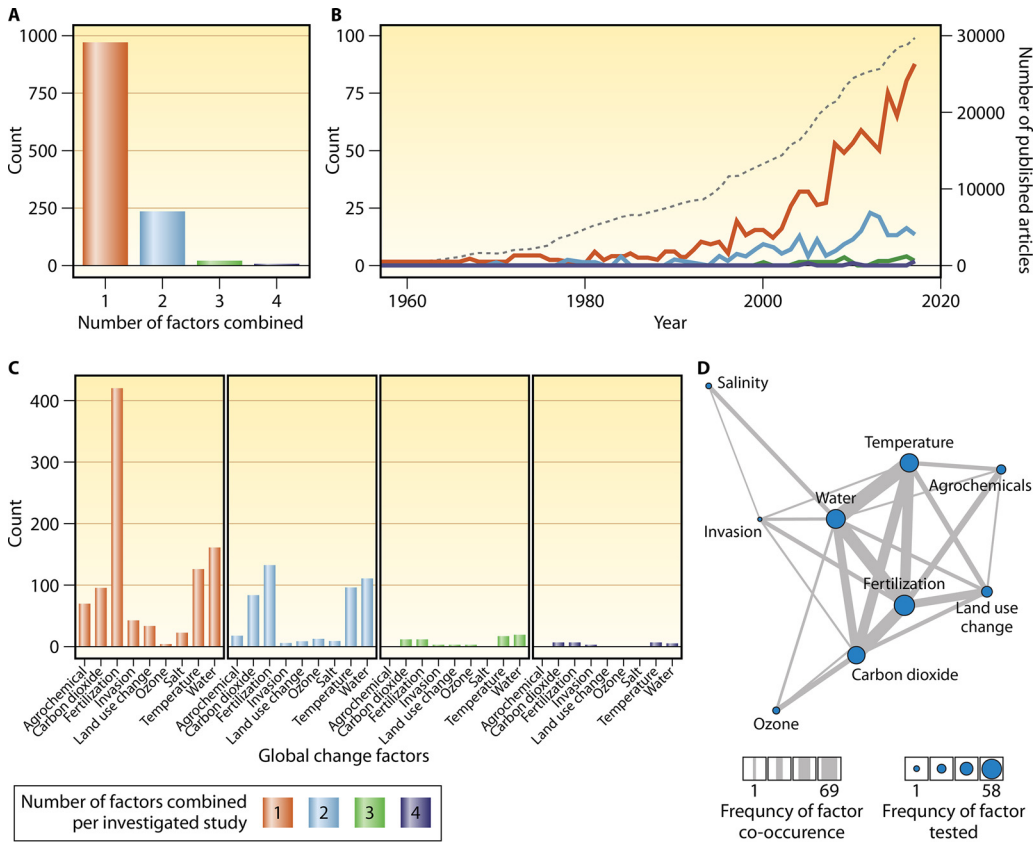 A
Count
1000
750
500
250
0
1
2
3
4
Number of factors combined
B
Count
100
75
50
25
0
30000
20000
10000
0
Number of published articles
1960
1980
2000
2020
Year
C
Count
400
300
200
100
0
Agrochemical
Carbon dioxide
Fertilization
Invasion
Land use change
Ozone
Salt
Temperature
Water
Agrochemical
Carbon dioxide
Fertilization
Invasion
Land use change
Ozone
Salt
Temperature
Water
Agrochemical
Carbon dioxide
Fertilization
Invasion
Land use change
Ozone
Salt
Temperature
Water
Agrochemical
Carbon dioxide
Fertilization
Invasion
Land use change
Ozone
Salt
Temperature
Water
Global change factors
Number of factors combined
per investigated study
1
2
3
4
D
Salinity
Temperature
Agrochemicals
Water
Invasion
Fertilization
Land use
change
Carbon dioxide
Ozone
1
69
Frequncy of factor
co-occurence
1
58
Frequncy of factor
tested